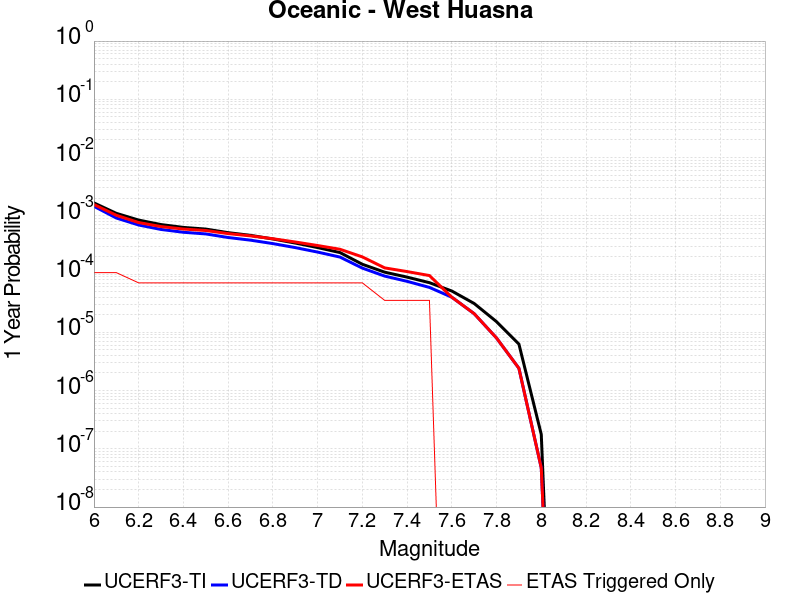 Oceanic - West Huasna
10^0
10^-1
10^-2
10^-3
10^-4
10^-5
10^-6
10^-7
10^-8
1 Year Probability
6 6.2 6.4 6.6 6.8 7 7.2 7.4 7.6 7.8 8 8.2 8.4 8.6 8.8 9
Magnitude
UCERF3-TI UCERF3-TD UCERF3-ETAS ETAS Triggered Only